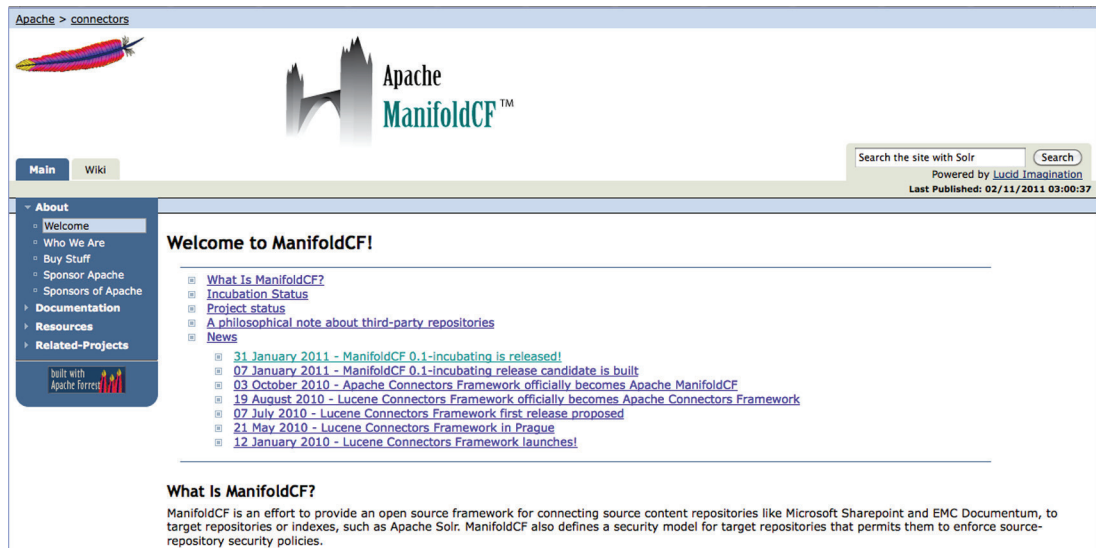 Apache > connectors
Apache
ManifoldCF™
Main
Wiki
Search the site with Solr
Search
Powered by Lucid Imagination
Last Published: 02/11/2011 03:00:37
About
Welcome
Who We Are
Buy Stuff
Sponsor Apache
Sponsors of Apache
Documentation
Resources
Related-Projects
built with
Apache Forrest
Welcome to ManifoldCF!
What Is ManifoldCF?
Incubation Status
Project status
A philosophical note about third-party repositories
News
31 January 2011 - ManifoldCF 0.1-incubating is released!
07 January 2011 - ManifoldCF 0.1-incubating release candidate is built
03 October 2010 - Apache Connectors Framework officially becomes Apache ManifoldCF
19 August 2010 - Lucene Connectors Framework officially becomes Apache Connectors Framework
07 July 2010 - Lucene Connectors Framework first release proposed
21 May 2010 - Lucene Connectors Framework in Prague
12 January 2010 - Lucene Connectors Framework launches!
What Is ManifoldCF?
ManifoldCF is an effort to provide an open source framework for connecting source content repositories like Microsoft Sharepoint and EMC Documentum, to
target repositories or indexes, such as Apache Solr. ManifoldCF also defines a security model for target repositories that permits them to enforce source-
repository security policies.